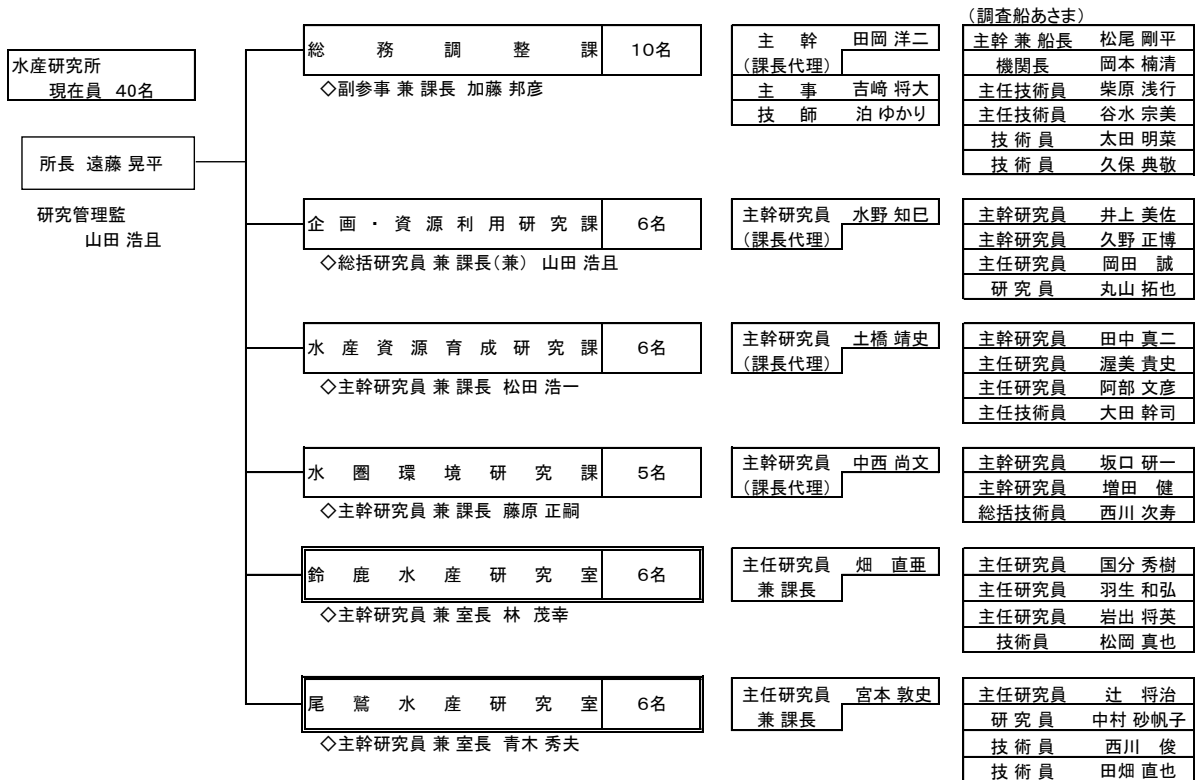 水産研究所
現在員 40名
所長 遠藤 晃平
研究管理監
山田 浩且
総務調整課 10名
◇副参事 兼 課長 加藤 邦彦
主幹 田岡 洋二
(課長代理)
主事 吉﨑 将大
技師 泊 ゆかり
(調査船あさま)
主幹 兼 船長 松尾 剛平
機関長 岡本 楠清
主任技術員 柴原 浅行
主任技術員 谷水 宗美
技術員 太田 明菜
技術員 久保 典敬
企画・資源利用研究課 6名
◇総括研究員 兼 課長(兼) 山田 浩且
主幹研究員 水野 知巳
(課長代理)
主幹研究員 井上 美佐
主幹研究員 久野 正博
主任研究員 岡田 誠
研究員 丸山 拓也
水産資源育成研究課 6名
◇主幹研究員 兼 課長 松田 浩一
主幹研究員 土橋 靖史
(課長代理)
主幹研究員 田中 真二
主任研究員 渥美 貴史
主任研究員 阿部 文彦
主任技術員 大田 幹司
水圏環境研究課 5名
◇主幹研究員 兼 課長 藤原 正嗣
主幹研究員 中西 尚文
(課長代理)
主幹研究員 坂口 研一
主幹研究員 増田 健
総括技術員 西川 次寿
鈴鹿水産研究室 6名
◇主幹研究員 兼 室長 林 茂幸
主任研究員 畑 直亜
兼 課長
主任研究員 国分 秀樹
主任研究員 羽生 和弘
主任研究員 岩出 将英
技術員 松岡 真也
尾鷲水産研究室 6名
◇主幹研究員 兼 室長 青木 秀夫
主任研究員 宮本 敦史
兼 課長
主任研究員 辻 将治
研究員 中村 砂帆子
技術員 西川 俊
技術員 田畑 直也